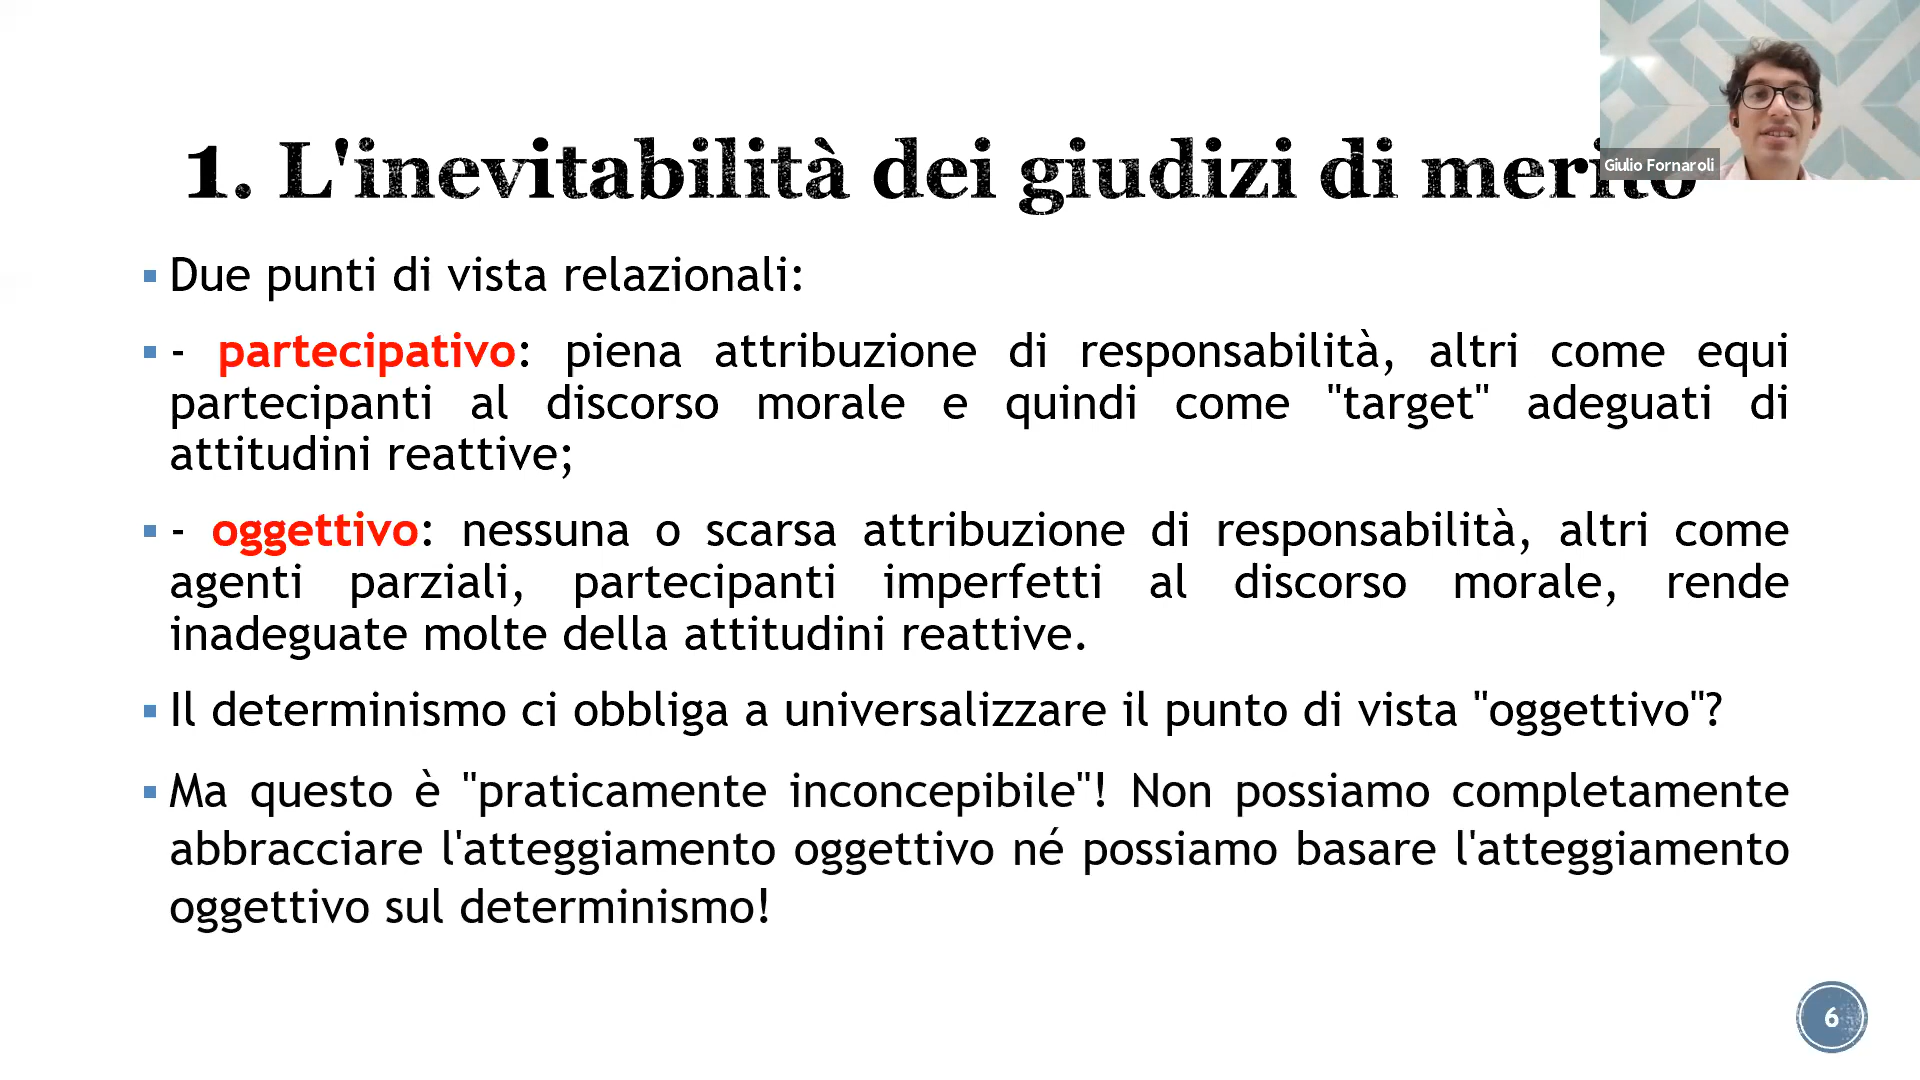 1. L'inevitabilità dei giudizi di merito
Giulio Fornaroli
Due punti di vista relazionali:
- partecipativo: piena attribuzione di responsabilità, altri come equi
partecipanti al discorso morale e quindi come "target" adeguati di
attitudini reattive;
- oggettivo: nessuna o scarsa attribuzione di responsabilità, altri come
agenti parziali, partecipanti imperfetti al discorso morale, rende
inadeguate molte della attitudini reattive.
Il determinismo ci obbliga a universalizzare il punto di vista "oggettivo"?
Ma questo è "praticamente inconcepibile"! Non possiamo completamente
abbracciare l'atteggiamento oggettivo né possiamo basare l'atteggiamento
oggettivo sul determinismo!
6